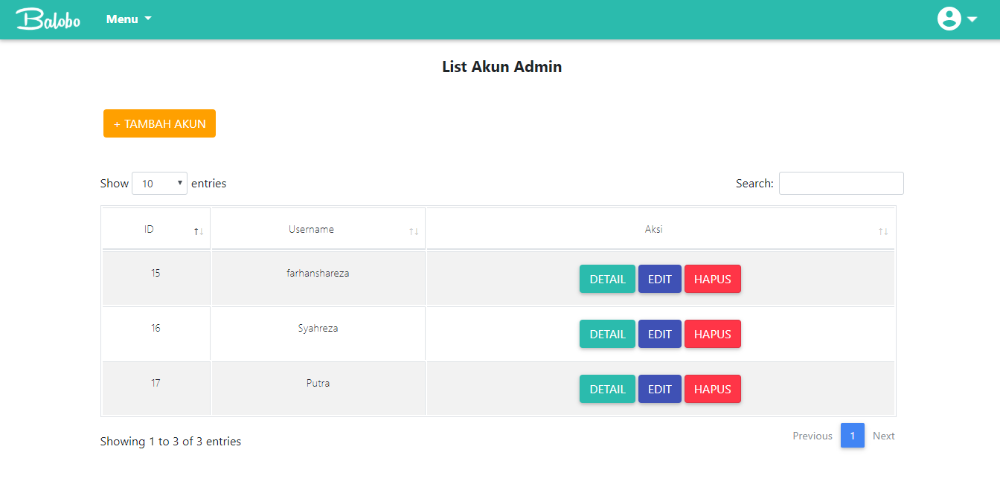 Balobo Menu
List Akun Admin
+ TAMBAH AKUN
Show 10 entries Search:
ID Username Aksi
15 farhanshareza DETAIL EDIT HAPUS
16 Syahreza DETAIL EDIT HAPUS
17 Putra DETAIL EDIT HAPUS
Showing 1 to 3 of 3 entries Previous 1 Next